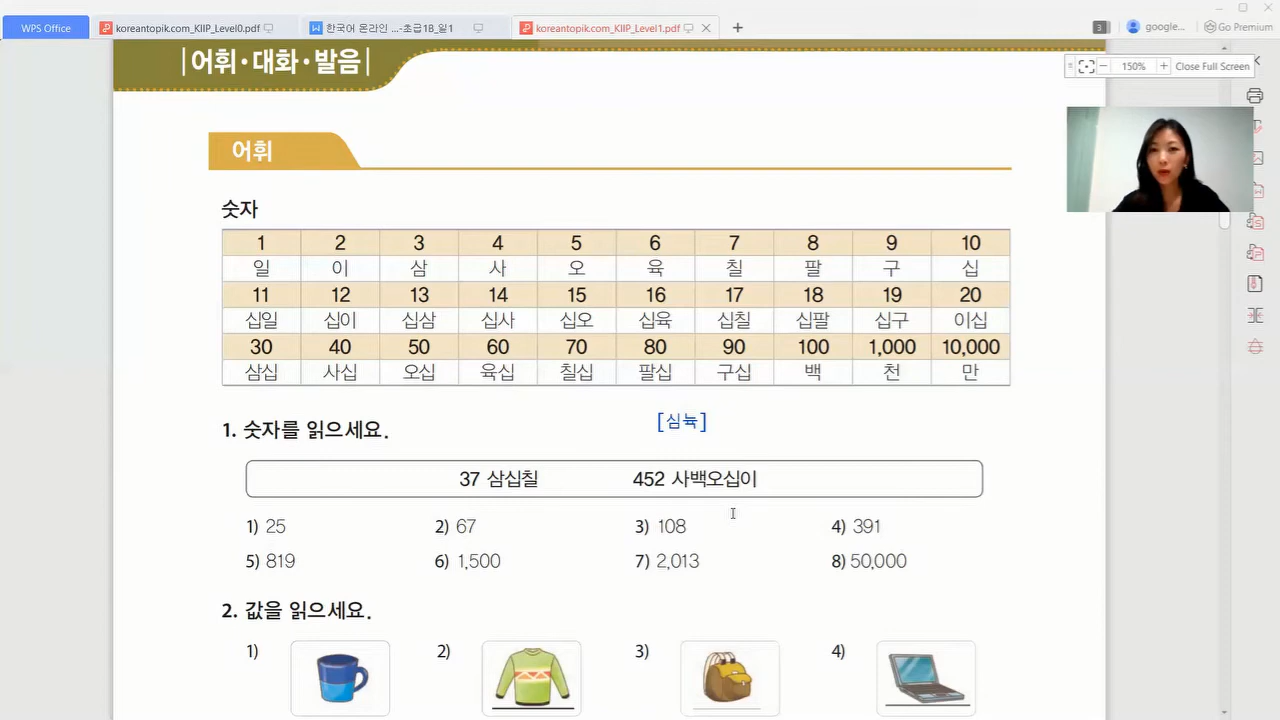 WPS Office koreantopik.com_KIIP_Level0.pdf 한국어 온라인 ...-초급1B_일1 koreantopik.com_KIIP_Level1.pdf 3 google... Go Premium
150% Close Full Screen
|어휘·대화·발음|
어휘
숫자
1 2 3 4 5 6 7 8 9 10
일 이 삼 사 오 육 칠 팔 구 십
11 12 13 14 15 16 17 18 19 20
십일 십이 십삼 십사 십오 십육 십칠 십팔 십구 이십
30 40 50 60 70 80 90 100 1,000 10,000
삼십 사십 오십 육십 칠십 팔십 구십 백 천 만
[심뉵]
1. 숫자를 읽으세요.
37 삼십칠 452 사백오십이
1) 25 2) 67 3) 108 4) 391
5) 819 6) 1,500 7) 2,013 8) 50,000
2. 값을 읽으세요.
1) 2) 3) 4)